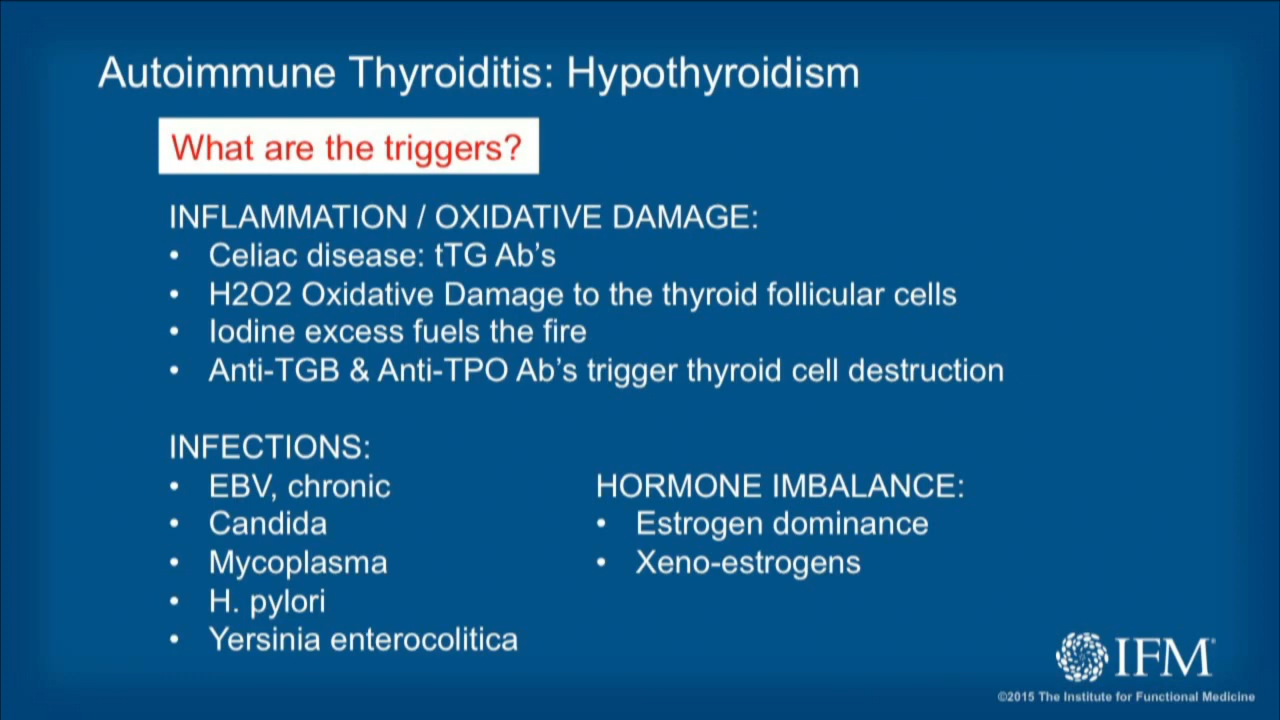 Autoimmune Thyroiditis: Hypothyroidism
What are the triggers?
INFLAMMATION / OXIDATIVE DAMAGE:
• Celiac disease: tTG Ab's
• H2O2 Oxidative Damage to the thyroid follicular cells
• Iodine excess fuels the fire
• Anti-TGB & Anti-TPO Ab's trigger thyroid cell destruction
INFECTIONS:
• EBV, chronic
• Candida
• Mycoplasma
• H. pylori
• Yersinia enterocolitica
HORMONE IMBALANCE:
• Estrogen dominance
• Xeno-estrogens
IFM
©2015 The Institute for Functional Medicine